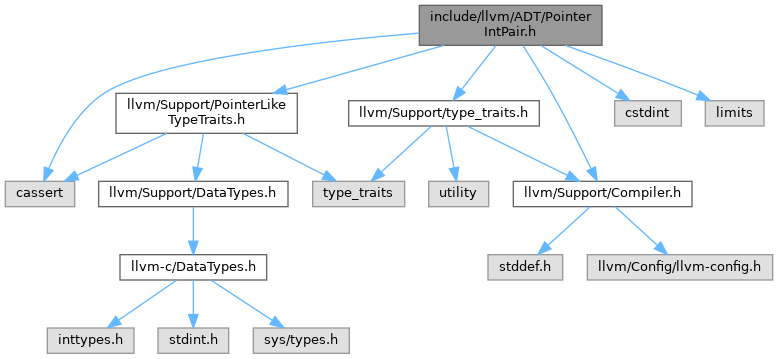 include/llvm/ADT/Pointer
IntPair.h
llvm/Support/PointerLike
TypeTraits.h
llvm/Support/type_traits.h
cstdint
limits
cassert
llvm/Support/DataTypes.h
type_traits
utility
llvm/Support/Compiler.h
llvm-c/DataTypes.h
stddef.h
llvm/Config/llvm-config.h
inttypes.h
stdint.h
sys/types.h